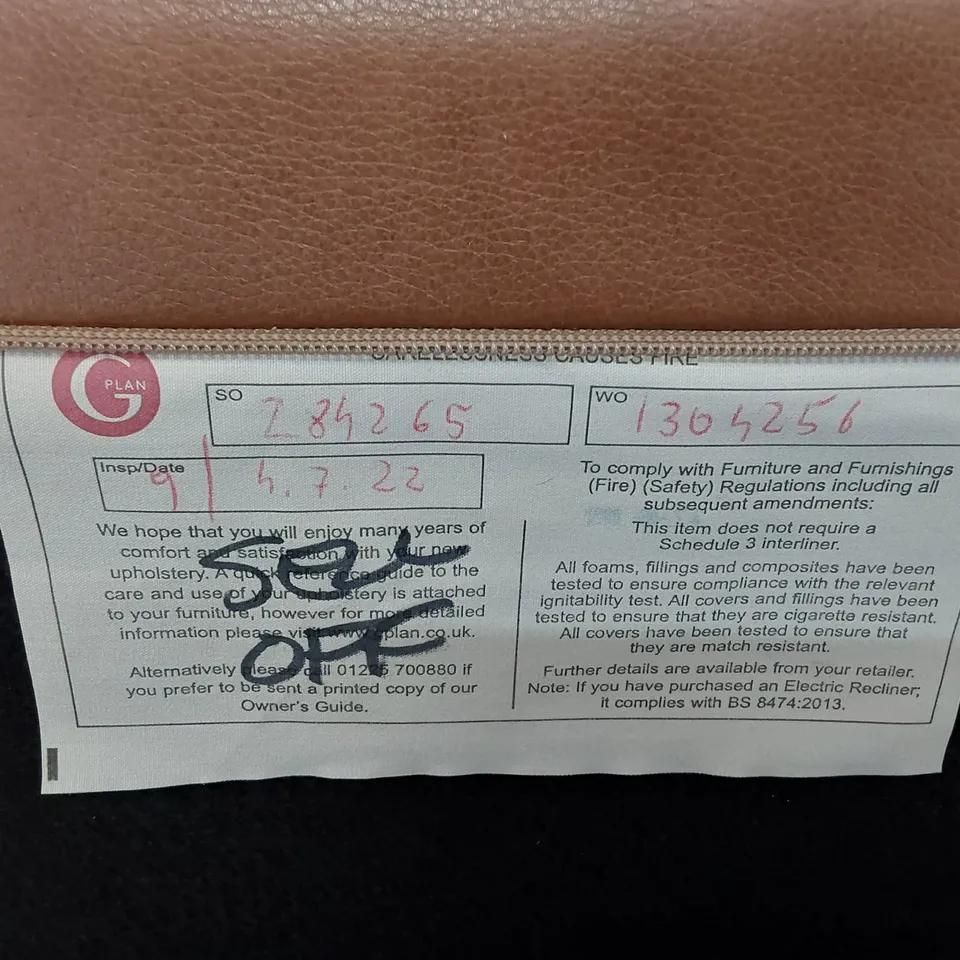 CARELESSNESS CAUSES FIRE
G PLAN
SO 284265
WO 1304256
Insp/Date 9 4.7.22
We hope that you will enjoy many years of
comfort and satisfaction with your new
upholstery. A quick reference guide to the
care and use of your upholstery is attached
to your furniture, however for more detailed
information please visit www.gplan.co.uk.
Alternatively please call 01225 700880 if
you prefer to be sent a printed copy of our
Owner's Guide.
SELL
OFF
To comply with Furniture and Furnishings
(Fire) (Safety) Regulations including all
subsequent amendments:
This item does not require a
Schedule 3 interliner.
All foams, fillings and composites have been
tested to ensure compliance with the relevant
ignitability test. All covers and fillings have been
tested to ensure that they are cigarette resistant.
All covers have been tested to ensure that
they are match resistant.
Further details are available from your retailer.
Note: If you have purchased an Electric Recliner;
it complies with BS 8474:2013.